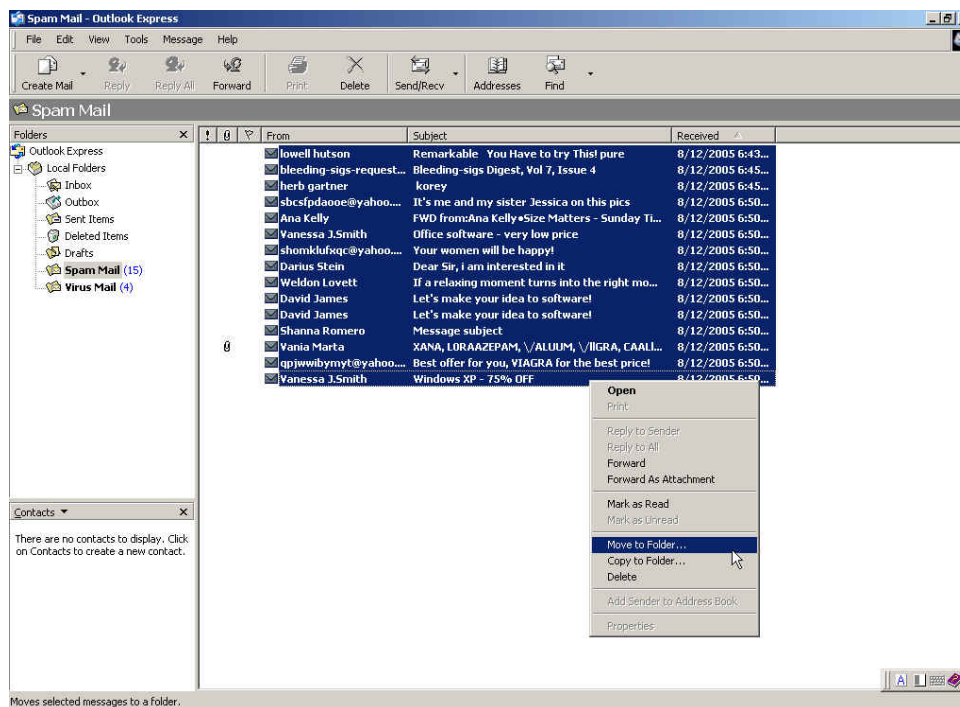 Spam Mail - Outlook Express
File Edit View Tools Message Help
Create Mail Reply Reply All Forward Print Delete Send/Recv Addresses Find
Spam Mail
Folders
Outlook Express
Local Folders
Inbox
Outbox
Sent Items
Deleted Items
Drafts
Spam Mail (15)
Virus Mail (4)
Contacts
There are no contacts to display. Click
on Contacts to create a new contact.
! From Subject Received
lowell hutson Remarkable You Have to try This! pure 8/12/2005 6:43...
bleeding-sigs-request... Bleeding-sigs Digest, Vol 7, Issue 4 8/12/2005 6:45...
herb gartner korey 8/12/2005 6:45...
sbcsfpdaooe@yahoo.... It's me and my sister Jessica on this pics 8/12/2005 6:50...
Ana Kelly FWD from:Ana Kelly•Size Matters - Sunday Ti... 8/12/2005 6:50...
Vanessa J.Smith Office software - very low price 8/12/2005 6:50...
shomklufxqc@yahoo.... Your women will be happy! 8/12/2005 6:50...
Darius Stein Dear Sir, i am interested in it 8/12/2005 6:50...
Weldon Lovett If a relaxing moment turns into the right mo... 8/12/2005 6:50...
David James Let's make your idea to software! 8/12/2005 6:50...
David James Let's make your idea to software! 8/12/2005 6:50...
Shanna Romero Message subject 8/12/2005 6:50...
Vania Marta XANA, LORAAZEPAM, \/ALUUM, \/IIGRA, CAALI... 8/12/2005 6:50...
qpjwwibymyt@yahoo.... Best offer for you, VIAGRA for the best price! 8/12/2005 6:50...
Vanessa J.Smith Windows XP - 75% OFF 8/12/2005 6:50...
Open
Print
Reply to Sender
Reply to All
Forward
Forward As Attachment
Mark as Read
Mark as Unread
Move to Folder...
Copy to Folder...
Delete
Add Sender to Address Book
Properties
A
Moves selected messages to a folder.